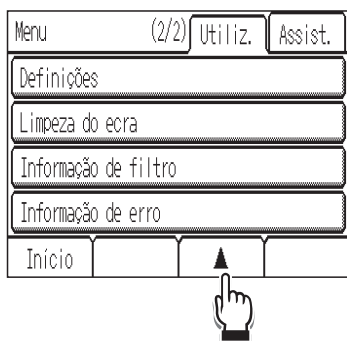 Menu (2/2) Utiliz. Assist.
Definições
Limpeza do ecra
Informação de filtro
Informação de erro
Início